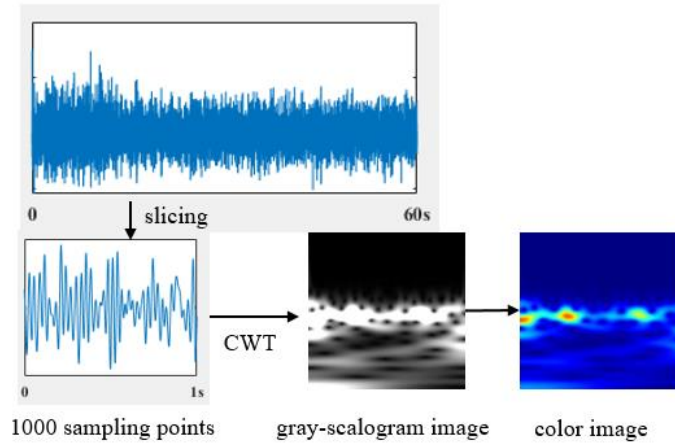 0 60s
slicing
CWT
0 1s
1000 sampling points gray-scalogram image color image